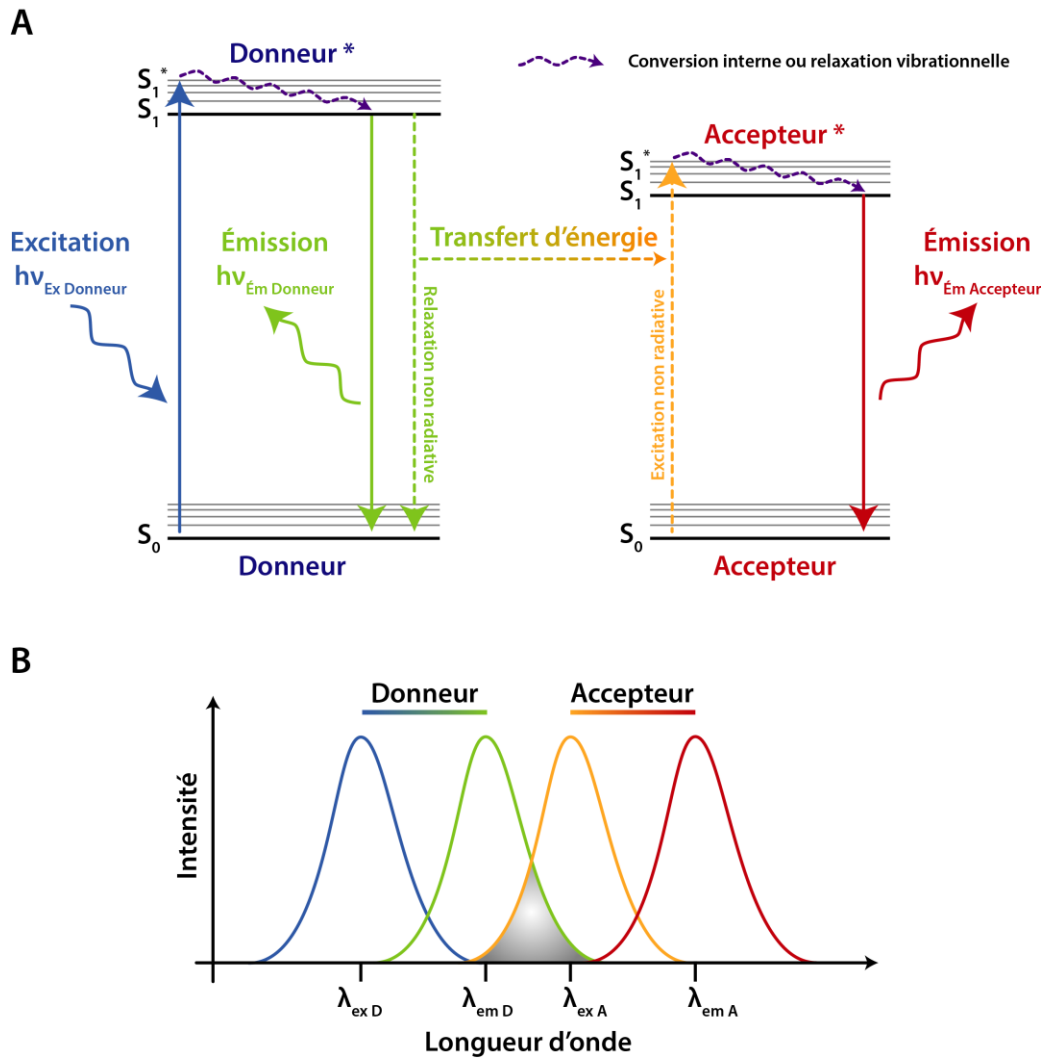 A
Donneur *
Conversion interne ou relaxation vibrationnelle
S1*
S1
Accepteur *
S1*
S1
Excitation
hνEx Donneur
Émission
hνÉm Donneur
Transfert d’énergie
Émission
hνÉm Accepteur
Relaxation non radiative
Excitation non radiative
S0
S0
Donneur
Accepteur
B
Donneur
Accepteur
Intensité
λex D
λem D
λex A
λem A
Longueur d’onde